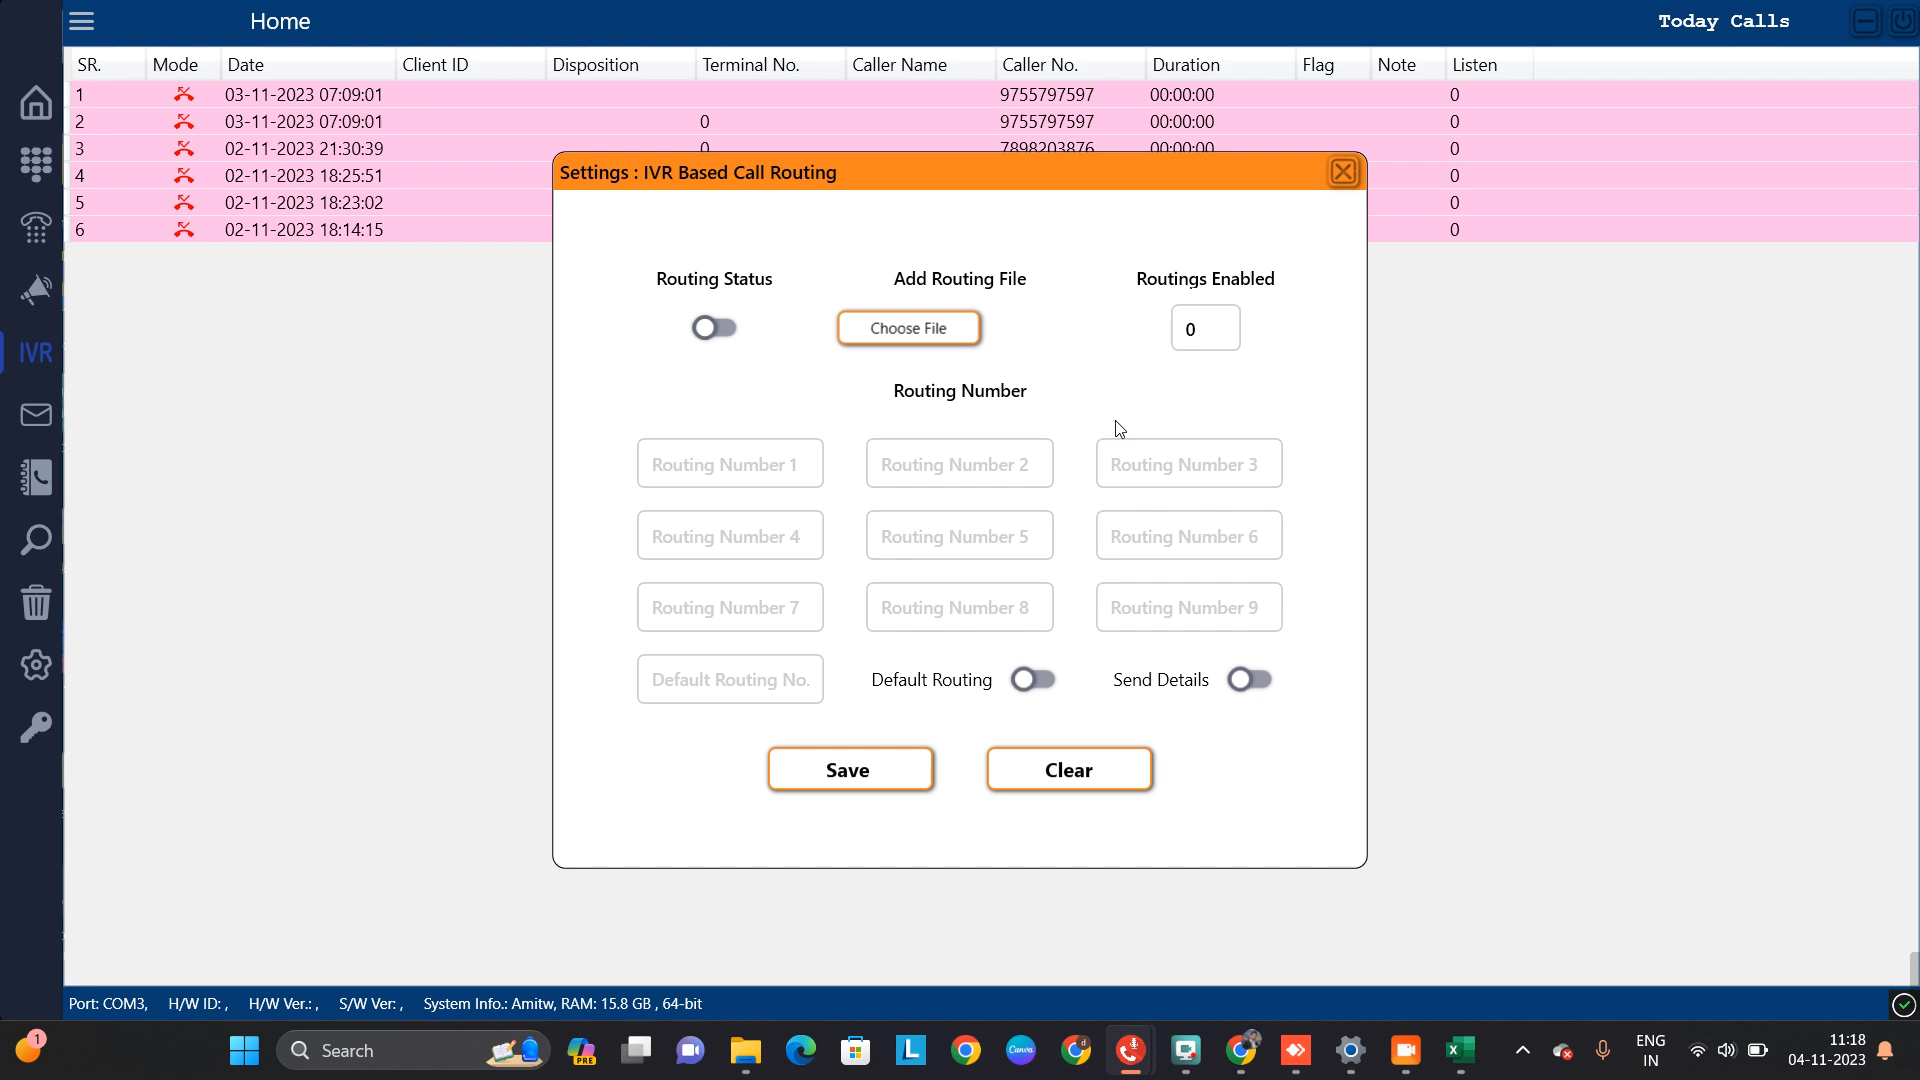 Home
Today Calls
SR. Mode Date Client ID Disposition Terminal No. Caller Name Caller No. Duration Flag Note Listen
1 03-11-2023 07:09:01 9755797597 00:00:00 0
2 03-11-2023 07:09:01 0 9755797597 00:00:00 0
3 02-11-2023 21:30:39 0 7898203876 00:00:00 0
4 02-11-2023 18:25:51 0
5 02-11-2023 18:23:02 0
6 02-11-2023 18:14:15 0
IVR
Settings : IVR Based Call Routing
Routing Status Add Routing File Routings Enabled
Choose File 0
Routing Number
Routing Number 1 Routing Number 2 Routing Number 3
Routing Number 4 Routing Number 5 Routing Number 6
Routing Number 7 Routing Number 8 Routing Number 9
Default Routing No. Default Routing Send Details
Save Clear
Port: COM3, H/W ID: , H/W Ver.: , S/W Ver: , System Info.: Amitw, RAM: 15.8 GB , 64-bit
1
Search
PRE
L
Canva
d
X
ENG
IN
11:18
04-11-2023